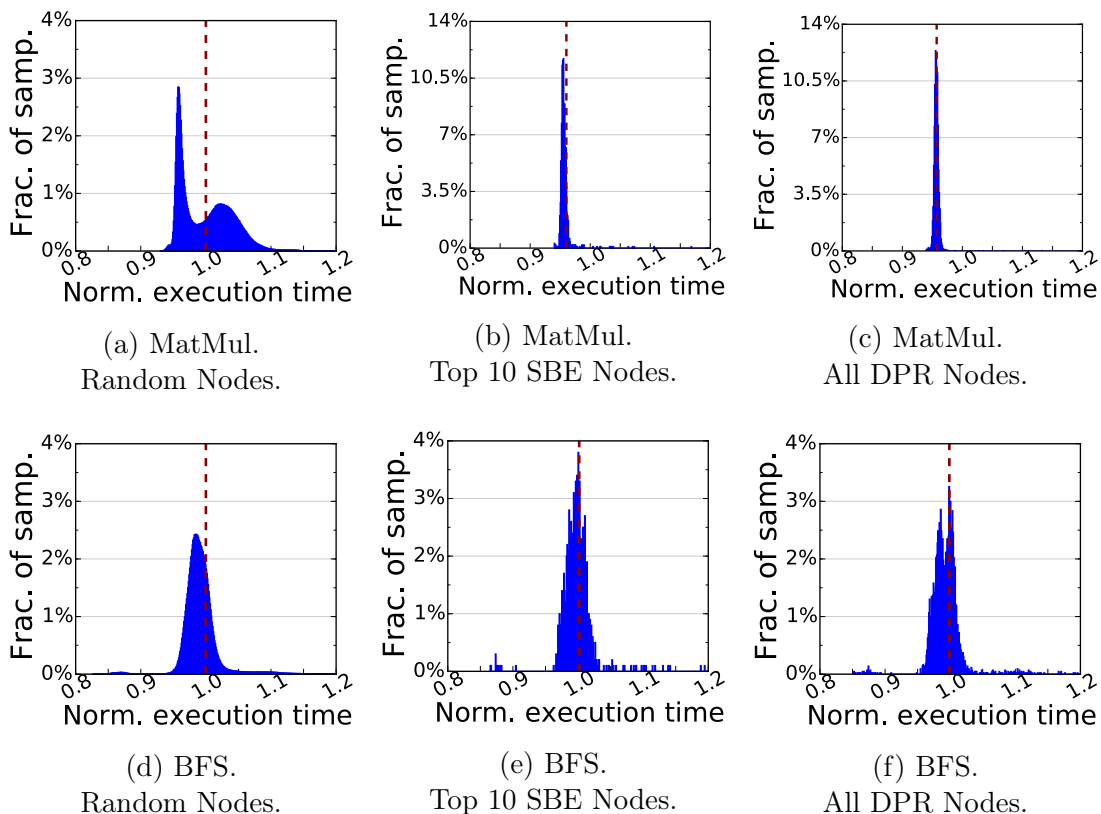 4%
3%
2%
1%
0%
Frac. of samp.
0.8
0.9
1.0
1.1
1.2
Norm. execution time
(a) MatMul.
Random Nodes.
14%
10.5%
7%
3.5%
0%
Frac. of samp.
0.8
0.9
1.0
1.1
1.2
Norm. execution time
(b) MatMul.
Top 10 SBE Nodes.
14%
10.5%
7%
3.5%
0%
Frac. of samp.
0.8
0.9
1.0
1.1
1.2
Norm. execution time
(c) MatMul.
All DPR Nodes.
4%
3%
2%
1%
0%
Frac. of samp.
0.8
0.9
1.0
1.1
1.2
Norm. execution time
(d) BFS.
Random Nodes.
4%
3%
2%
1%
0%
Frac. of samp.
0.8
0.9
1.0
1.1
1.2
Norm. execution time
(e) BFS.
Top 10 SBE Nodes.
4%
3%
2%
1%
0%
Frac. of samp.
0.8
0.9
1.0
1.1
1.2
Norm. execution time
(f) BFS.
All DPR Nodes.